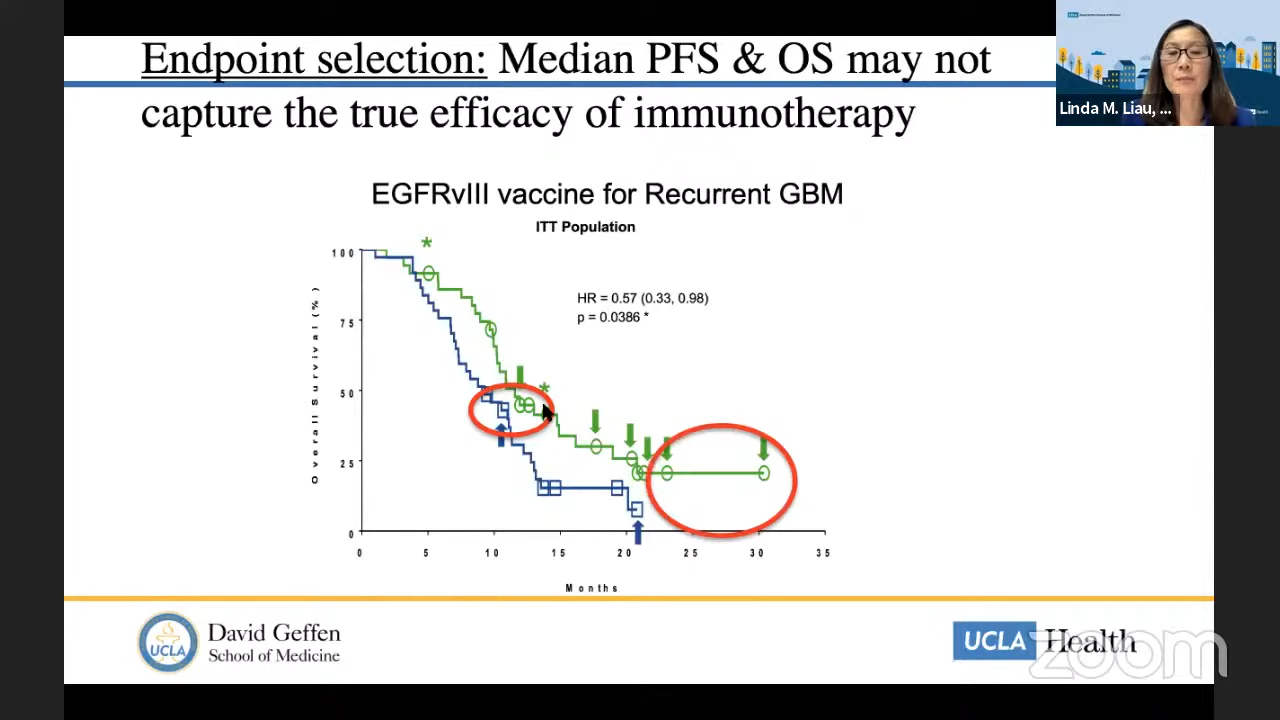 Endpoint selection: Median PFS & OS may not
capture the true efficacy of immunotherapy
Linda M. Liau, ...
EGFRvIII vaccine for Recurrent GBM
ITT Population
HR = 0.57 (0.33, 0.98)
p = 0.0386 *
*
*
Overall Survival (%)
100
75
50
25
0
0 5 10 15 20 25 30 35
Months
UCLA
David Geffen
School of Medicine
UCLA Health
zoom